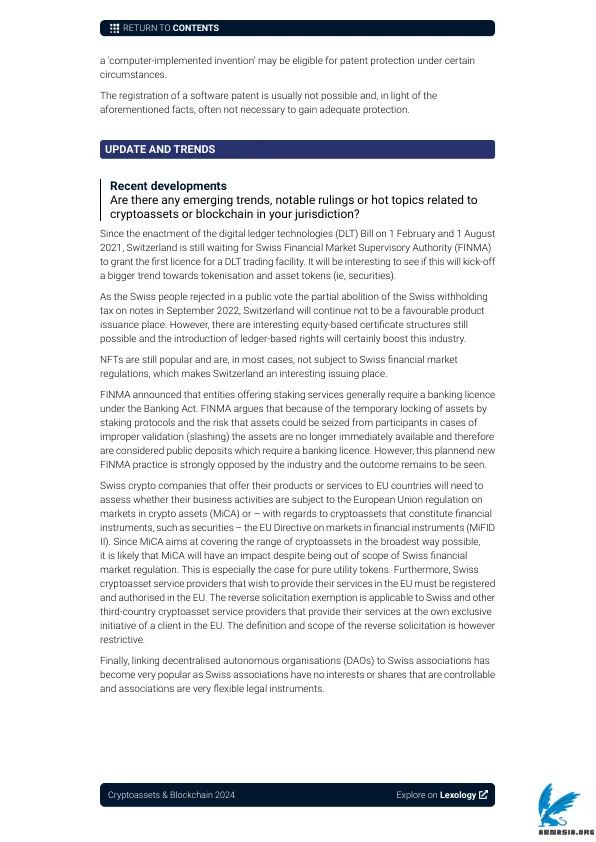 RETURN TO CONTENTS
a ‘computer-implemented invention’ may be eligible for patent protection under certain
circumstances.
The registration of a software patent is usually not possible and, in light of the
aforementioned facts, often not necessary to gain adequate protection.
UPDATE AND TRENDS
Recent developments
Are there any emerging trends, notable rulings or hot topics related to
cryptoassets or blockchain in your jurisdiction?
Since the enactment of the digital ledger technologies (DLT) Bill on 1 February and 1 August
2021, Switzerland is still waiting for Swiss Financial Market Supervisory Authority (FINMA)
to grant the first licence for a DLT trading facility. It will be interesting to see if this will kick-off
a bigger trend towards tokenisation and asset tokens (ie, securities).
As the Swiss people rejected in a public vote the partial abolition of the Swiss withholding
tax on notes in September 2022, Switzerland will continue not to be a favourable product
issuance place. However, there are interesting equity-based certificate structures still
possible and the introduction of ledger-based rights will certainly boost this industry.
NFTs are still popular and are, in most cases, not subject to Swiss financial market
regulations, which makes Switzerland an interesting issuing place.
FINMA announced that entities offering staking services generally require a banking licence
under the Banking Act. FINMA argues that because of the temporary locking of assets by
staking protocols and the risk that assets could be seized from participants in cases of
improper validation (slashing) the assets are no longer immediately available and therefore
are considered public deposits which require a banking licence. However, this plannend new
FINMA practice is strongly opposed by the industry and the outcome remains to be seen.
Swiss crypto companies that offer their products or services to EU countries will need to
assess whether their business activities are subject to the European Union regulation on
markets in crypto assets (MiCA) or – with regards to cryptoassets that constitute financial
instruments, such as securities – the EU Directive on markets in financial instruments (MiFID
II). Since MiCA aims at covering the range of cryptoassets in the broadest way possible,
it is likely that MiCA will have an impact despite being out of scope of Swiss financial
market regulation. This is especially the case for pure utility tokens. Furthermore, Swiss
cryptoasset service providers that wish to provide their services in the EU must be registered
and authorised in the EU. The reverse solicitation exemption is applicable to Swiss and other
third-country cryptoasset service providers that provide their services at the own exclusive
initiative of a client in the EU. The definition and scope of the reverse solicitation is however
restrictive.
Finally, linking decentralised autonomous organisations (DAOs) to Swiss associations has
become very popular as Swiss associations have no interests or shares that are controllable
and associations are very flexible legal instruments.
Cryptoassets & Blockchain 2024
Explore on Lexology
ABNASIA.ORG